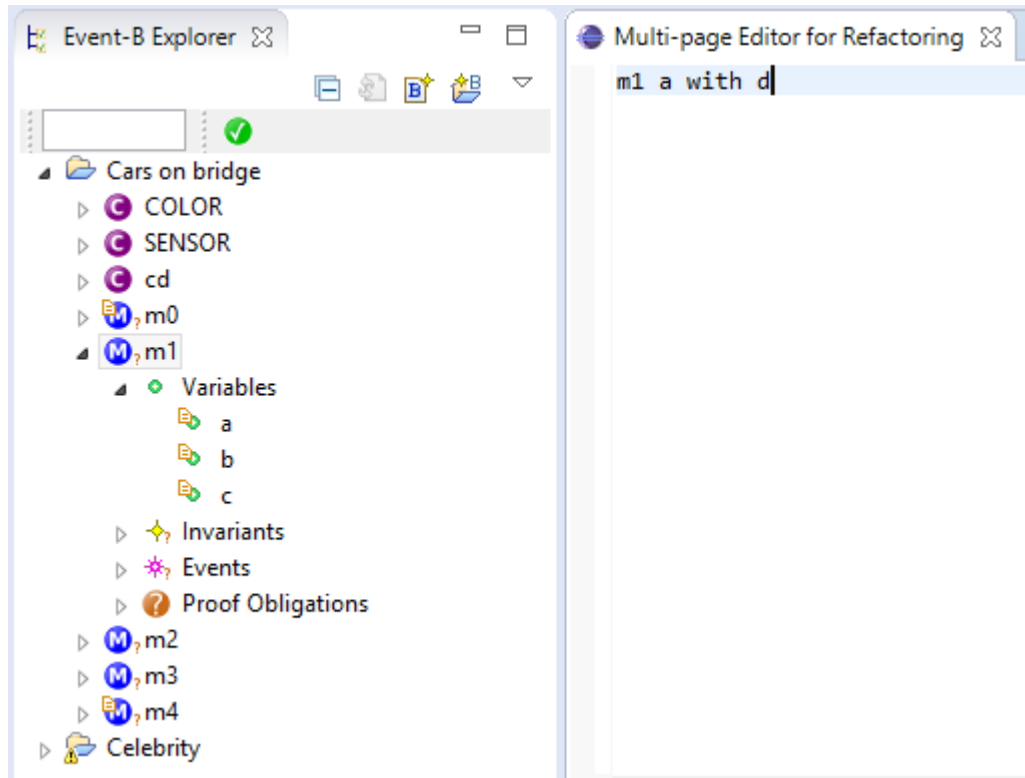 Event-B Explorer
Multi-page Editor for Refactoring
m1 a with d
Cars on bridge
COLOR
SENSOR
cd
m0
m1
Variables
a
b
c
Invariants
Events
Proof Obligations
m2
m3
m4
Celebrity